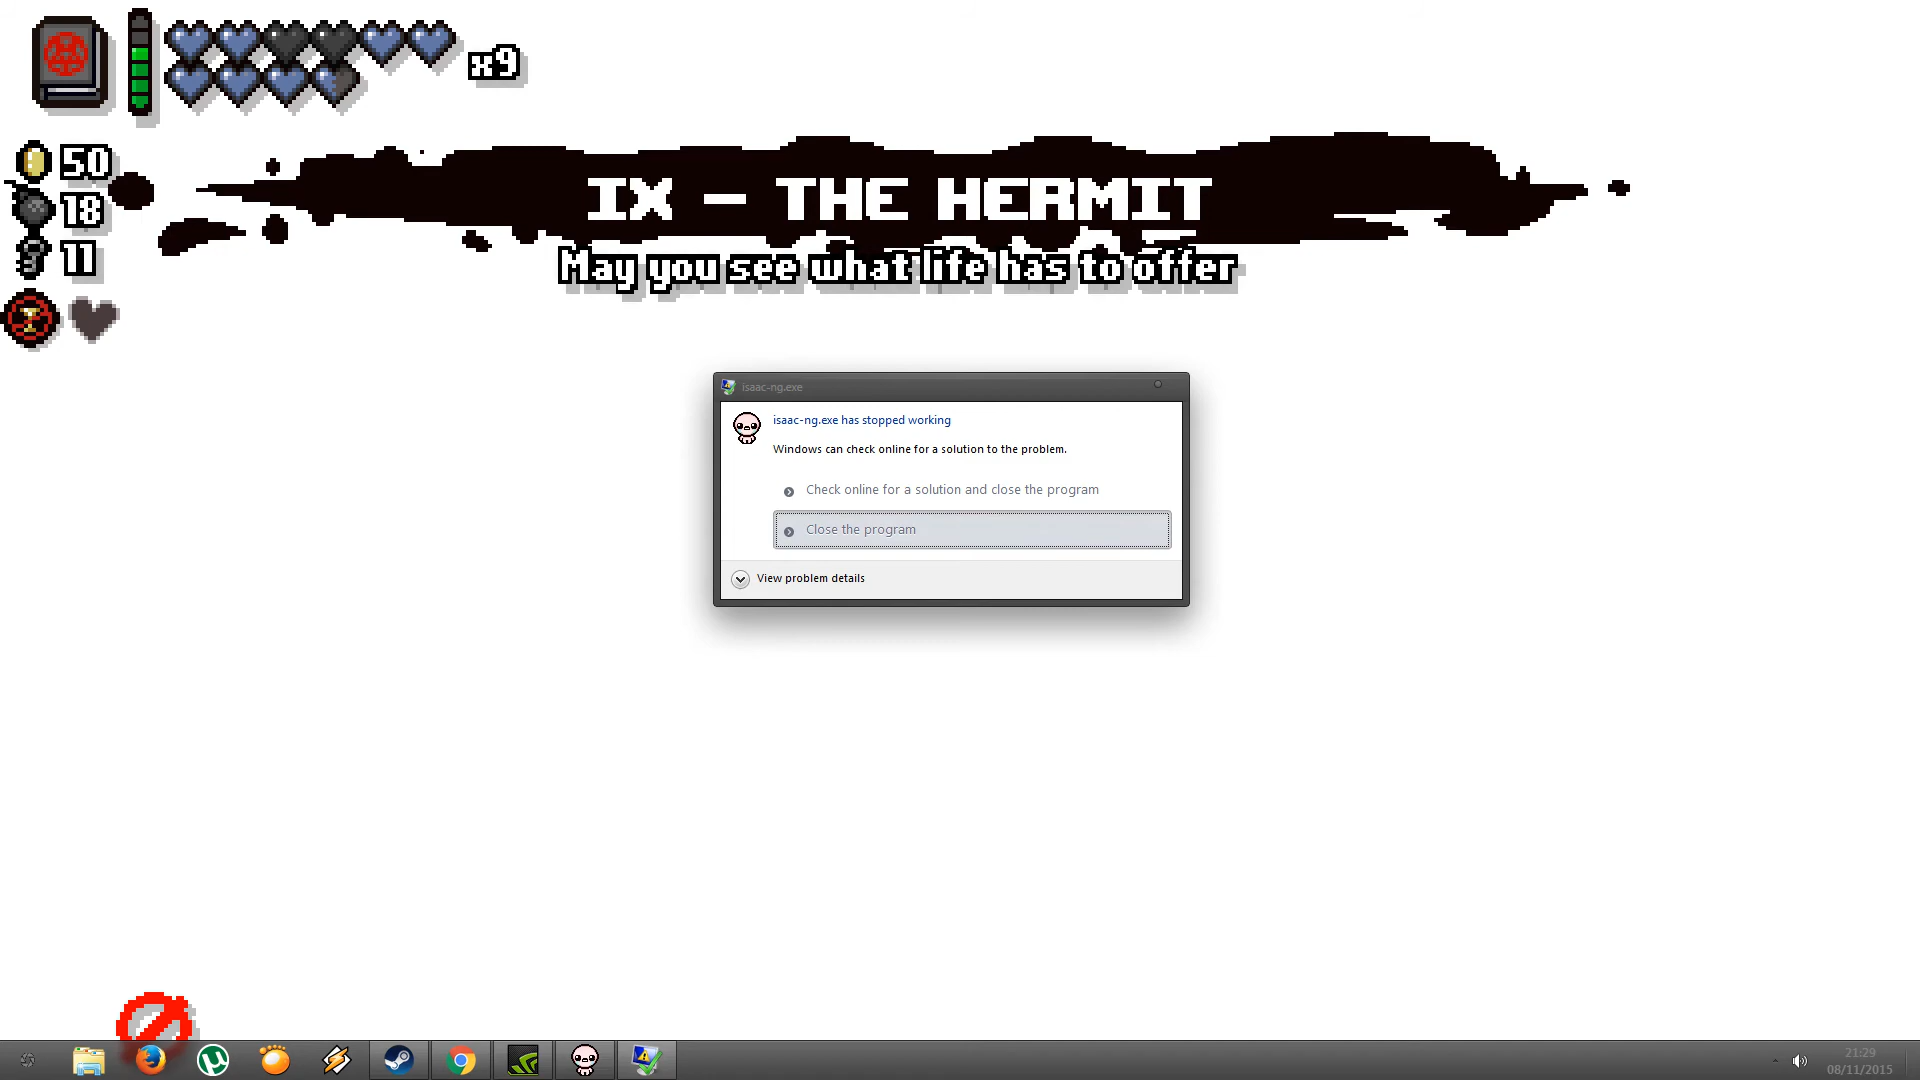 x9
50
18
11
IX - THE HERMIT
May you see what life has to offer
isaac-ng.exe
isaac-ng.exe has stopped working
Windows can check online for a solution to the problem.
Check online for a solution and close the program
Close the program
View problem details
21:29
08/11/2015